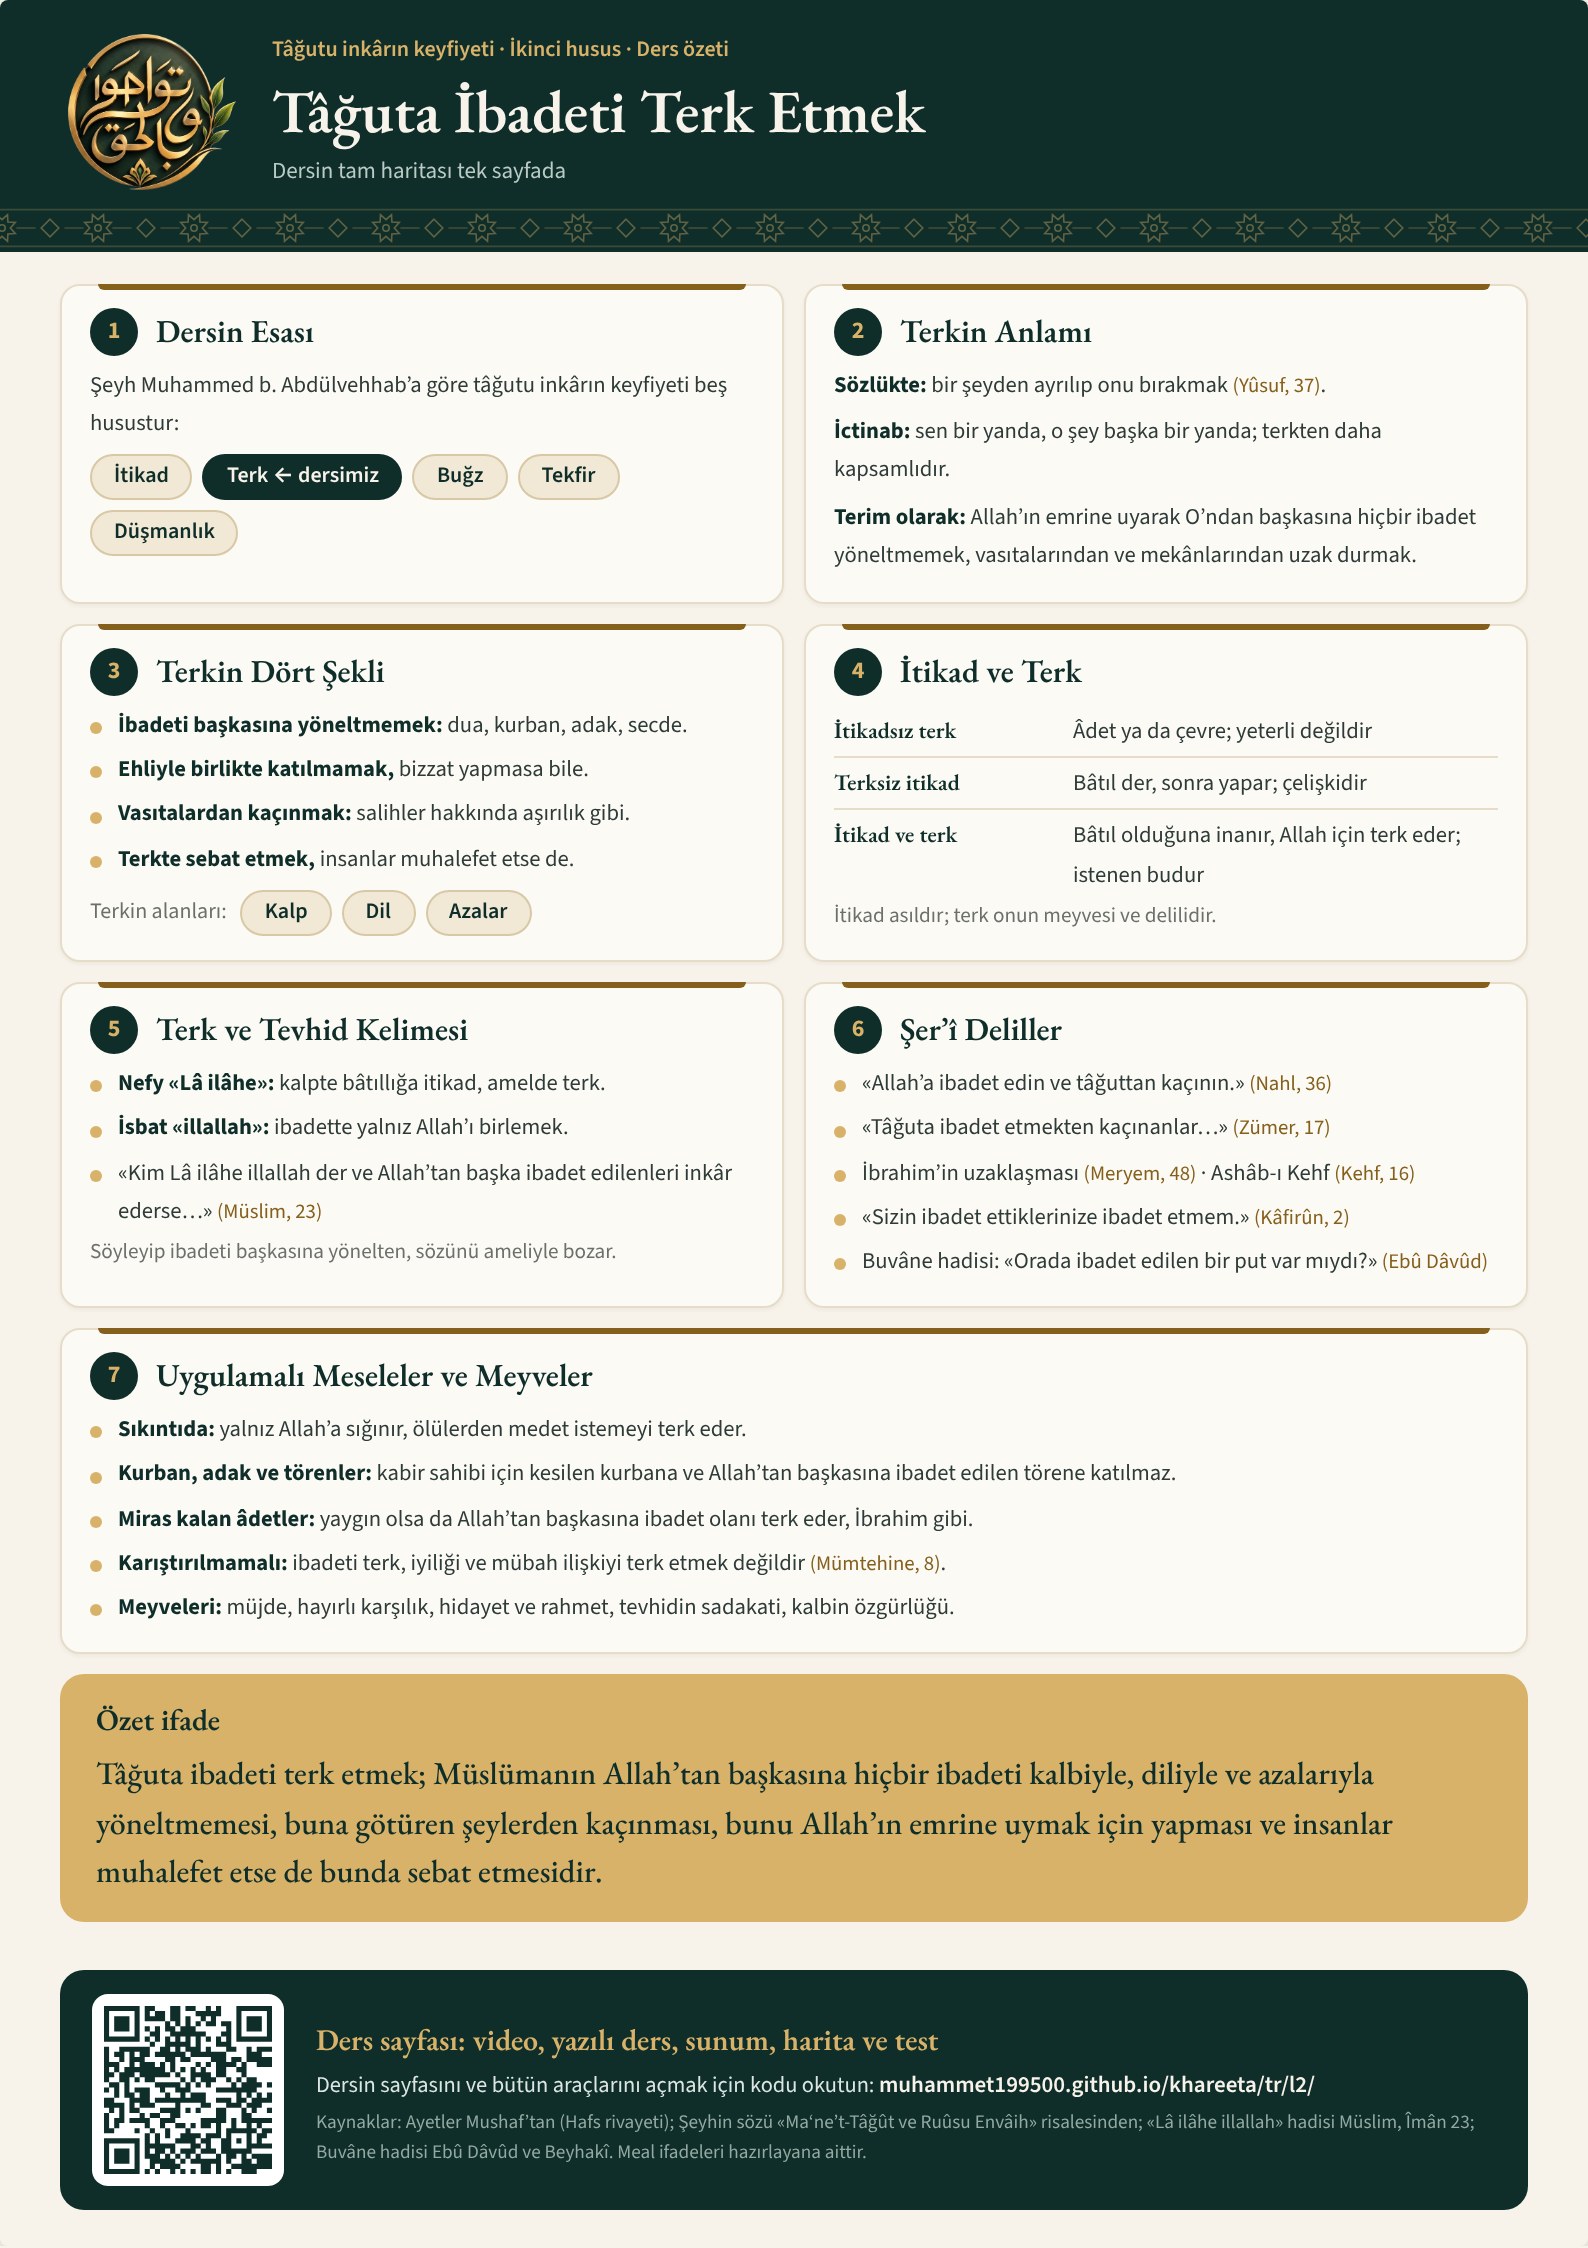 وتواصوا بالحق
Tâğutu inkârın keyfiyeti · İkinci husus · Ders özeti
Tâğuta İbadeti Terk Etmek
Dersin tam haritası tek sayfada
1 Dersin Esası
Şeyh Muhammed b. Abdülvehhab’a göre tâğutu inkârın keyfiyeti beş
husustur:
İtikad Terk ← dersimiz Buğz Tekfir
Düşmanlık
2 Terkin Anlamı
Sözlükte: bir şeyden ayrılıp onu bırakmak (Yûsuf, 37).
İctinab: sen bir yanda, o şey başka bir yanda; terkten daha
kapsamlıdır.
Terim olarak: Allah’ın emrine uyarak O’ndan başkasına hiçbir ibadet
yöneltmemek, vasıtalarından ve mekânlarından uzak durmak.
3 Terkin Dört Şekli
İbadeti başkasına yöneltmemek: dua, kurban, adak, secde.
Ehliyle birlikte katılmamak, bizzat yapmasa bile.
Vasıtalardan kaçınmak: salihler hakkında aşırılık gibi.
Terkte sebat etmek, insanlar muhalefet etse de.
Terkin alanları: Kalp Dil Azalar
4 İtikad ve Terk
İtikadsız terk Âdet ya da çevre; yeterli değildir
Terksiz itikad Bâtıl der, sonra yapar; çelişkidir
İtikad ve terk Bâtıl olduğuna inanır, Allah için terk eder;
istenen budur
İtikad asıldır; terk onun meyvesi ve delilidir.
5 Terk ve Tevhid Kelimesi
Nefy «Lâ ilâhe»: kalpte bâtıllığa itikad, amelde terk.
İsbat «illallah»: ibadette yalnız Allah’ı birlemek.
«Kim Lâ ilâhe illallah der ve Allah’tan başka ibadet edilenleri inkâr
ederse…» (Müslim, 23)
Söyleyip ibadeti başkasına yönelten, sözünü ameliyle bozar.
6 Şer’î Deliller
«Allah’a ibadet edin ve tâğuttan kaçının.» (Nahl, 36)
«Tâğuta ibadet etmekten kaçınanlar…» (Zümer, 17)
İbrahim’in uzaklaşması (Meryem, 48) · Ashâb-ı Kehf (Kehf, 16)
«Sizin ibadet ettiklerinize ibadet etmem.» (Kâfirûn, 2)
Buvâne hadisi: «Orada ibadet edilen bir put var mıydı?» (Ebû Dâvûd)
7 Uygulamalı Meseleler ve Meyveler
Sıkıntıda: yalnız Allah’a sığınır, ölülerden medet istemeyi terk eder.
Kurban, adak ve törenler: kabir sahibi için kesilen kurbana ve Allah’tan başkasına ibadet edilen törene katılmaz.
Miras kalan âdetler: yaygın olsa da Allah’tan başkasına ibadet olanı terk eder, İbrahim gibi.
Karıştırılmamalı: ibadeti terk, iyiliği ve mübah ilişkiyi terk etmek değildir (Mümtehine, 8).
Meyveleri: müjde, hayırlı karşılık, hidayet ve rahmet, tevhidin sadakati, kalbin özgürlüğü.
Özet ifade
Tâğuta ibadeti terk etmek; Müslümanın Allah’tan başkasına hiçbir ibadeti kalbiyle, diliyle ve azalarıyla
yöneltmemesi, buna götüren şeylerden kaçınması, bunu Allah’ın emrine uymak için yapması ve insanlar
muhalefet etse de bunda sebat etmesidir.
Ders sayfası: video, yazılı ders, sunum, harita ve test
Dersin sayfasını ve bütün araçlarını açmak için kodu okutun: muhammet199500.github.io/khareeta/tr/l2/
Kaynaklar: Ayetler Mushaf’tan (Hafs rivayeti); Şeyhin sözü «Ma‘ne’t-Tâğût ve Ruûsu Envâih» risalesinden; «Lâ ilâhe illallah» hadisi Müslim, Îmân 23;
Buvâne hadisi Ebû Dâvûd ve Beyhakî. Meal ifadeleri hazırlayana aittir.